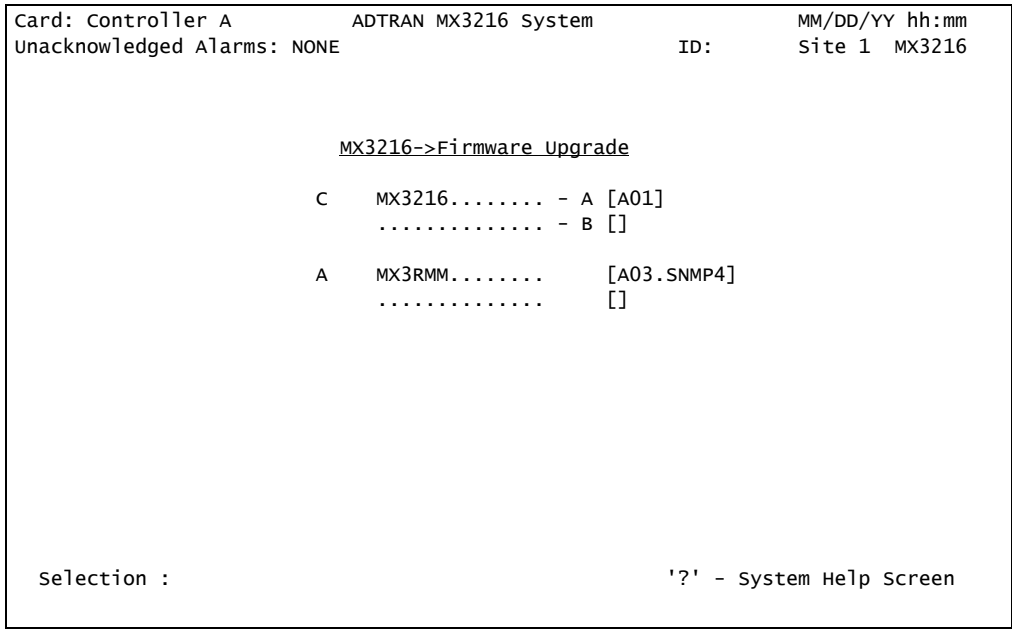 Card: Controller A ADTRAN MX3216 System MM/DD/YY hh:mm
Unacknowledged Alarms: NONE ID: Site 1 MX3216
MX3216->Firmware Upgrade
C MX3216........ - A [A01]
.............. - B []
A MX3RMM........ [A03.SNMP4]
.............. []
Selection : '?' - System Help Screen